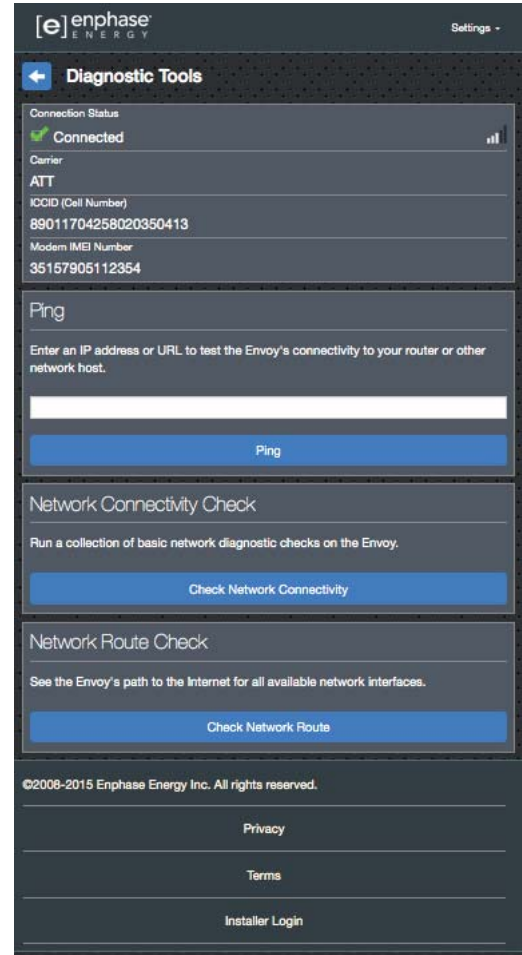 [e] enphase
ENERGY
Settings
Diagnostic Tools
Connection Status
Connected
Carrier
ATT
ICCID (Cell Number)
89011704258020350413
Modem IMEI Number
35157905112354
Ping
Enter an IP address or URL to test the Envoy's connectivity to your router or other
network host.
Ping
Network Connectivity Check
Run a collection of basic network diagnostic checks on the Envoy.
Check Network Connectivity
Network Route Check
See the Envoy's path to the Internet for all available network interfaces.
Check Network Route
©2008-2015 Enphase Energy Inc. All rights reserved.
Privacy
Terms
Installer Login